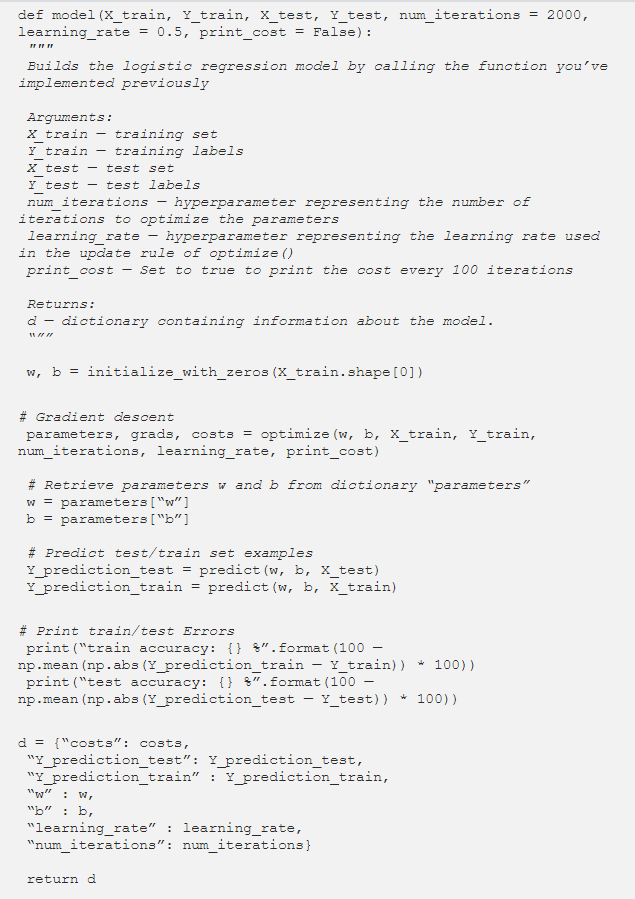 def model(X_train, Y_train, X_test, Y_test, num_iterations = 2000,
learning_rate = 0.5, print_cost = False):
"""
Builds the logistic regression model by calling the function you’ve
implemented previously
Arguments:
X_train — training set
Y_train — training labels
X_test — test set
Y_test — test labels
num_iterations — hyperparameter representing the number of
iterations to optimize the parameters
learning_rate — hyperparameter representing the learning rate used
in the update rule of optimize()
print_cost — Set to true to print the cost every 100 iterations
Returns:
d — dictionary containing information about the model.
“””
w, b = initialize_with_zeros(X_train.shape[0])
# Gradient descent
parameters, grads, costs = optimize(w, b, X_train, Y_train,
num_iterations, learning_rate, print_cost)
# Retrieve parameters w and b from dictionary “parameters”
w = parameters[“w”]
b = parameters[“b”]
# Predict test/train set examples
Y_prediction_test = predict(w, b, X_test)
Y_prediction_train = predict(w, b, X_train)
# Print train/test Errors
print(“train accuracy: {} %”.format(100 —
np.mean(np.abs(Y_prediction_train — Y_train)) * 100))
print(“test accuracy: {} %”.format(100 —
np.mean(np.abs(Y_prediction_test — Y_test)) * 100))
d = {“costs”: costs,
“Y_prediction_test”: Y_prediction_test,
“Y_prediction_train” : Y_prediction_train,
“w” : w,
“b” : b,
“learning_rate” : learning_rate,
“num_iterations”: num_iterations}
return d